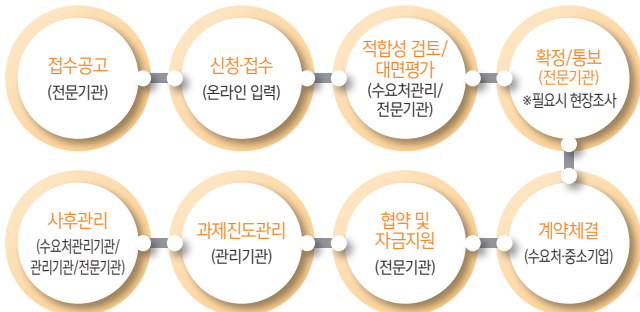 접수공고
(전문기관)
신청·접수
(온라인 입력)
적합성 검토/
대면평가
(수요처관리/
전문기관)
확정/통보
(전문기관)
※필요시 현장조사
계약체결
(수요처·중소기업)
협약 및
자금지원
(전문기관)
과제진도관리
(관리기관)
사후관리
(수요처관리기관/
관리기관/전문기관)